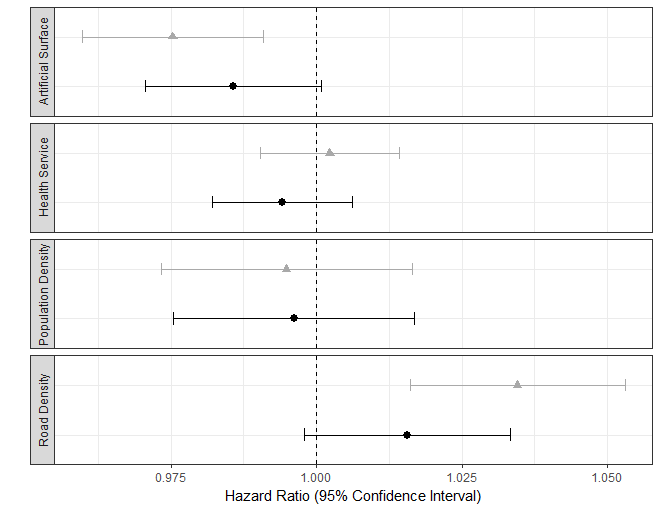 Artificial Surface
Health Service
Population Density
Road Density
0.975 1.000 1.025 1.050
Hazard Ratio (95% Confidence Interval)